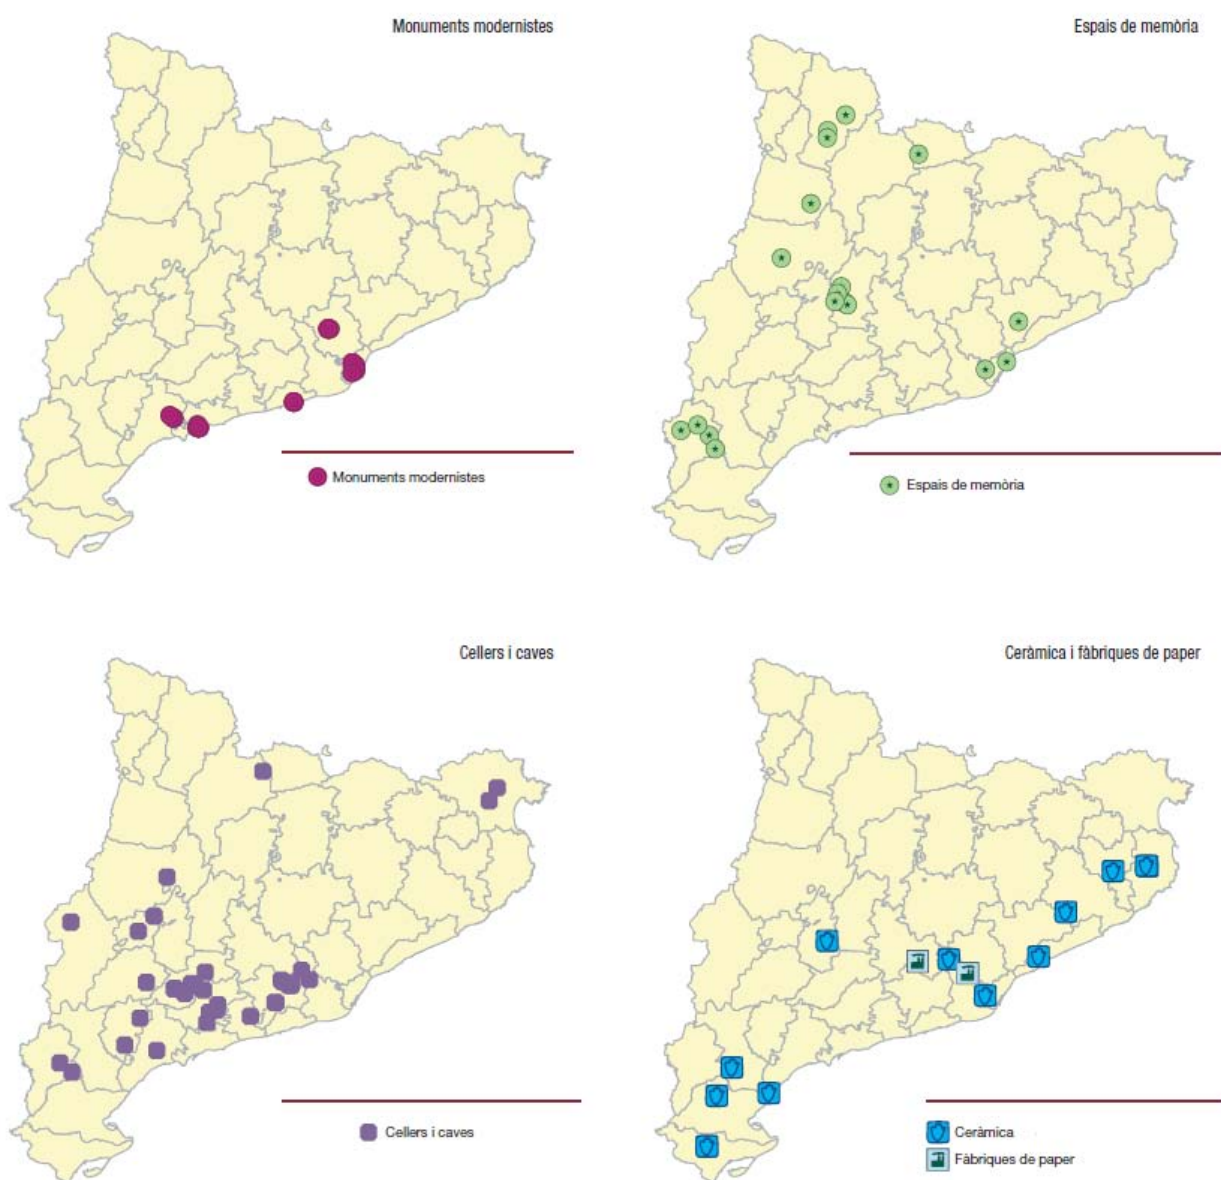 Monuments modernistes
Espais de memòria
Monuments modernistes
Espais de memòria
Cellers i caves
Ceràmica i fàbriques de paper
Cellers i caves
Ceràmica
Fàbriques de paper